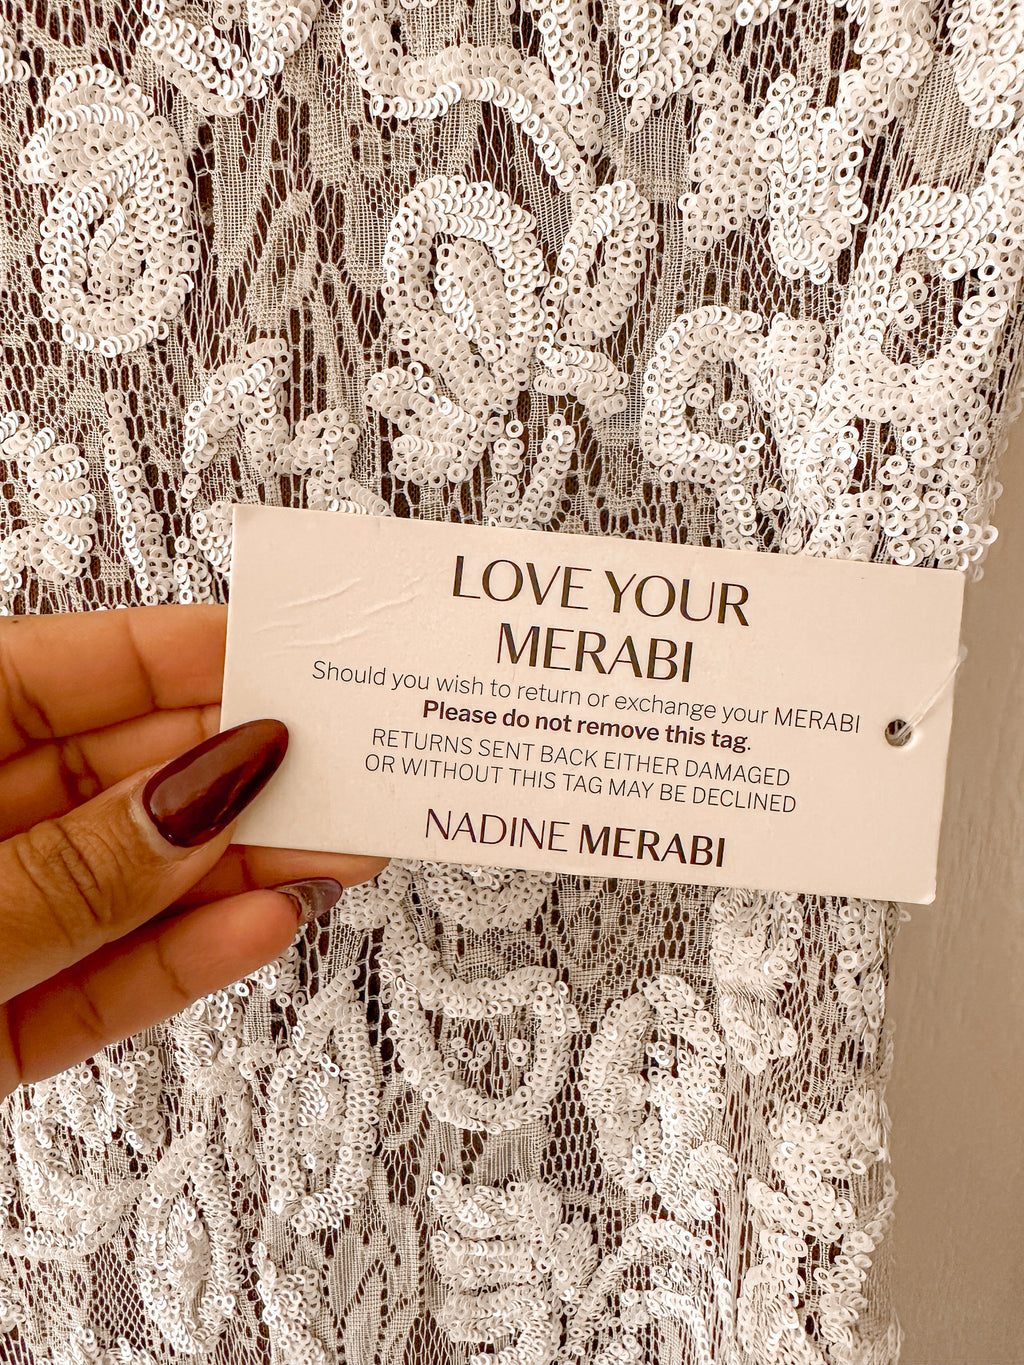 LOVE YOUR
MERABI
Should you wish to return or exchange your MERABI
Please do not remove this tag.
RETURNS SENT BACK EITHER DAMAGED
OR WITHOUT THIS TAG MAY BE DECLINED
NADINE MERABI